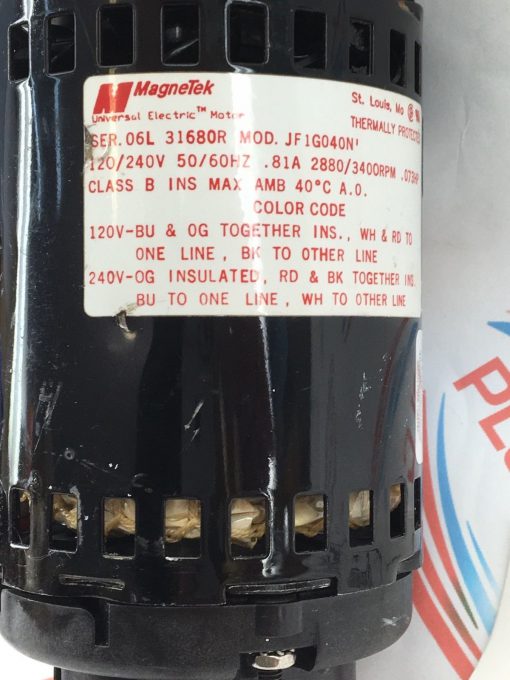 MagneTek
St. Louis, Mo
Universal Electric™ Motor
THERMALLY PROTECTED
SER. 06L 31680R MOD. JF1G040N
120/240V 50/60HZ .81A 2880/3400RPM .073HP
CLASS B INS MAX AMB 40°C A.O.
COLOR CODE
120V-BU & OG TOGETHER INS., WH & RD TO
ONE LINE, BK TO OTHER LINE
240V-OG INSULATED, RD & BK TOGETHER INS.
BU TO ONE LINE, WH TO OTHER LINE